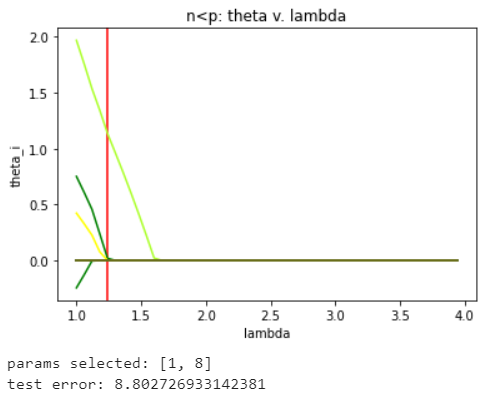 n<p: theta v. lambda
2.0
1.5
1.0
0.5
0.0
theta_i
1.0 1.5 2.0 2.5 3.0 3.5 4.0
lambda
params selected: [1, 8]
test error: 8.802726933142381